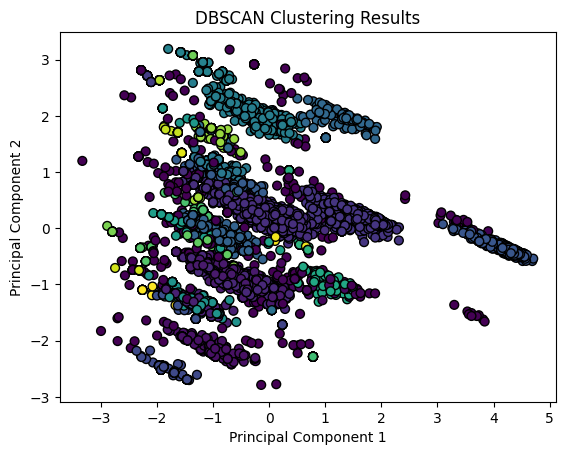 DBSCAN Clustering Results
3
2
1
0
−1
−2
−3
Principal Component 2
−3 −2 −1 0 1 2 3 4 5
Principal Component 1